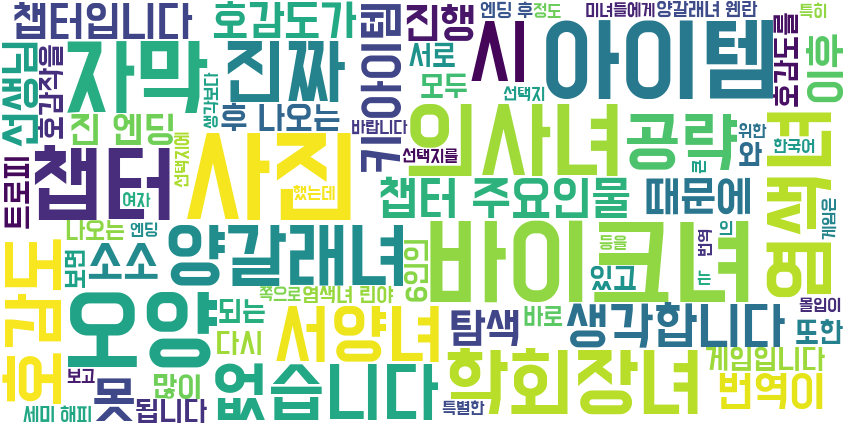 챕터입니다 호감도가 진행 엔딩 후 정도 미녀들에게 양갈래녀 웬란 특히
선생님 호감작을 자막 진짜 키아이템 서로 시 아이템 호감도를 이후
모두 선택지
트로피 진 엔딩 생각보다 후 나오는 바랍니다 의사녀 공략 위한 한국어
챕터 선택지에 사진 선택지를 큰 와 염색녀
여자 했는데 챕터 주요인물 때문에 게임은
나오는 엔딩 바이크녀 등을 의 번역
호감도 보면 소소 양갈래녀 6인의 있고 는
쪽으로 염색녀 린야 몰입이
오양 되는 서양녀 탐색 바로 생각합니다 또한
다시
보고 많이 없습니다 학회장녀 게임입니다
못 됩니다 번역이
세미 해피 특별한